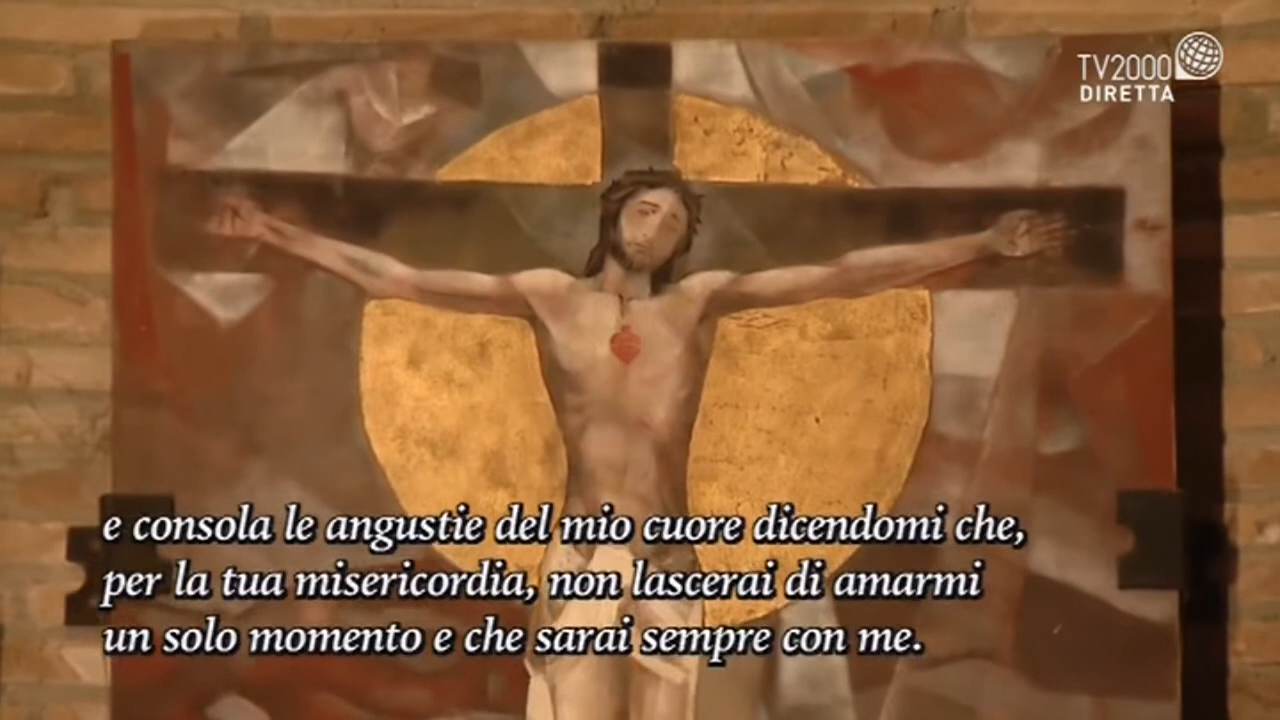 TV2000
DIRETTA
e consola le angustie del mio cuore dicendomi che,
per la tua misericordia, non lascerai di amarmi
un solo momento e che sarai sempre con me.